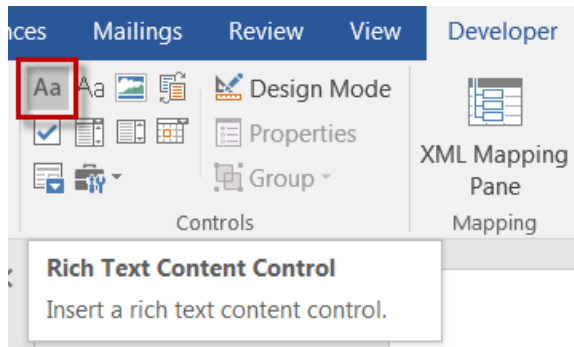 nces Mailings Review View Developer
Aa Aa Design Mode
Properties
Group
XML Mapping
Pane
Controls
Mapping
Rich Text Content Control
Insert a rich text content control.